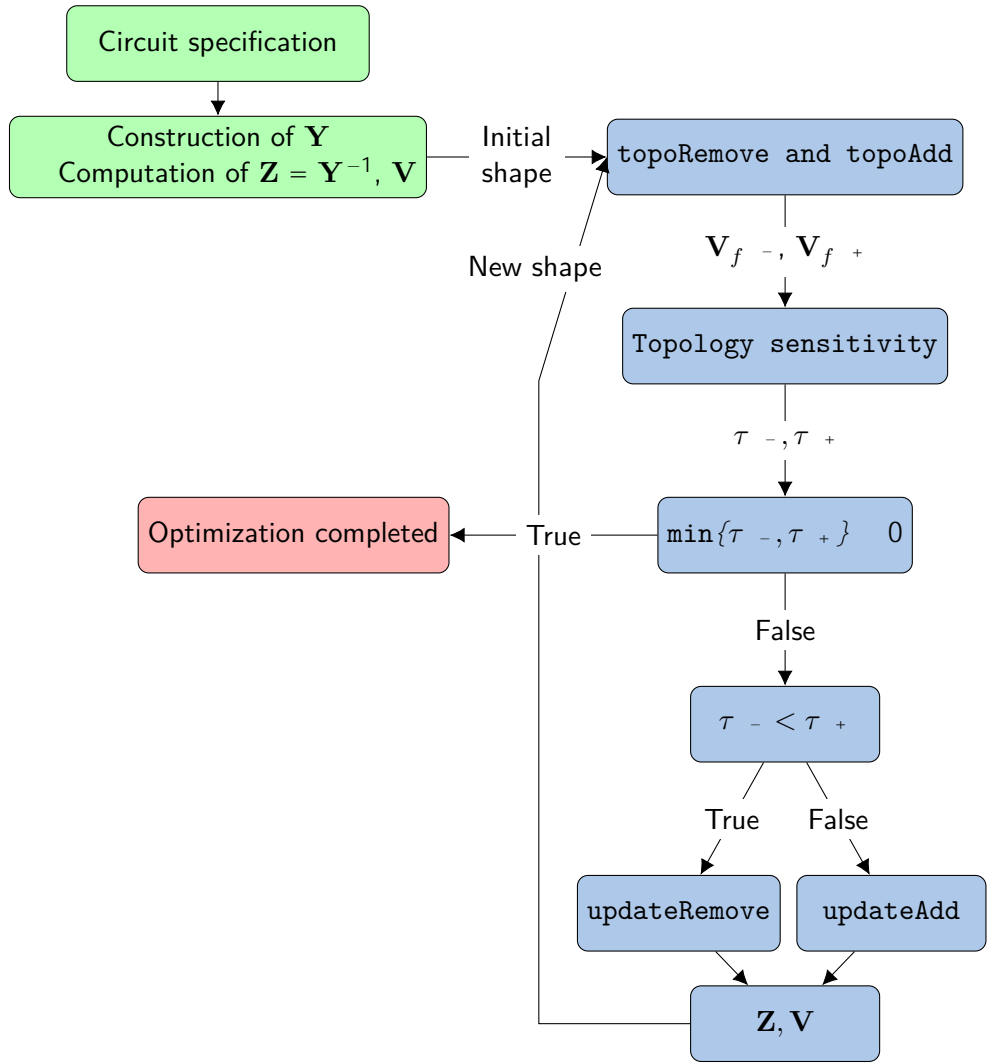 Circuit specification
Construction of Y
Computation of Z = Y⁻¹, V
Initial
shape
topoRemove and topoAdd
V_f −, V_f +
New shape
Topology sensitivity
τ −, τ +
Optimization completed
True
min{τ −, τ +} 0
False
τ − < τ +
True
False
updateRemove
updateAdd
Z, V